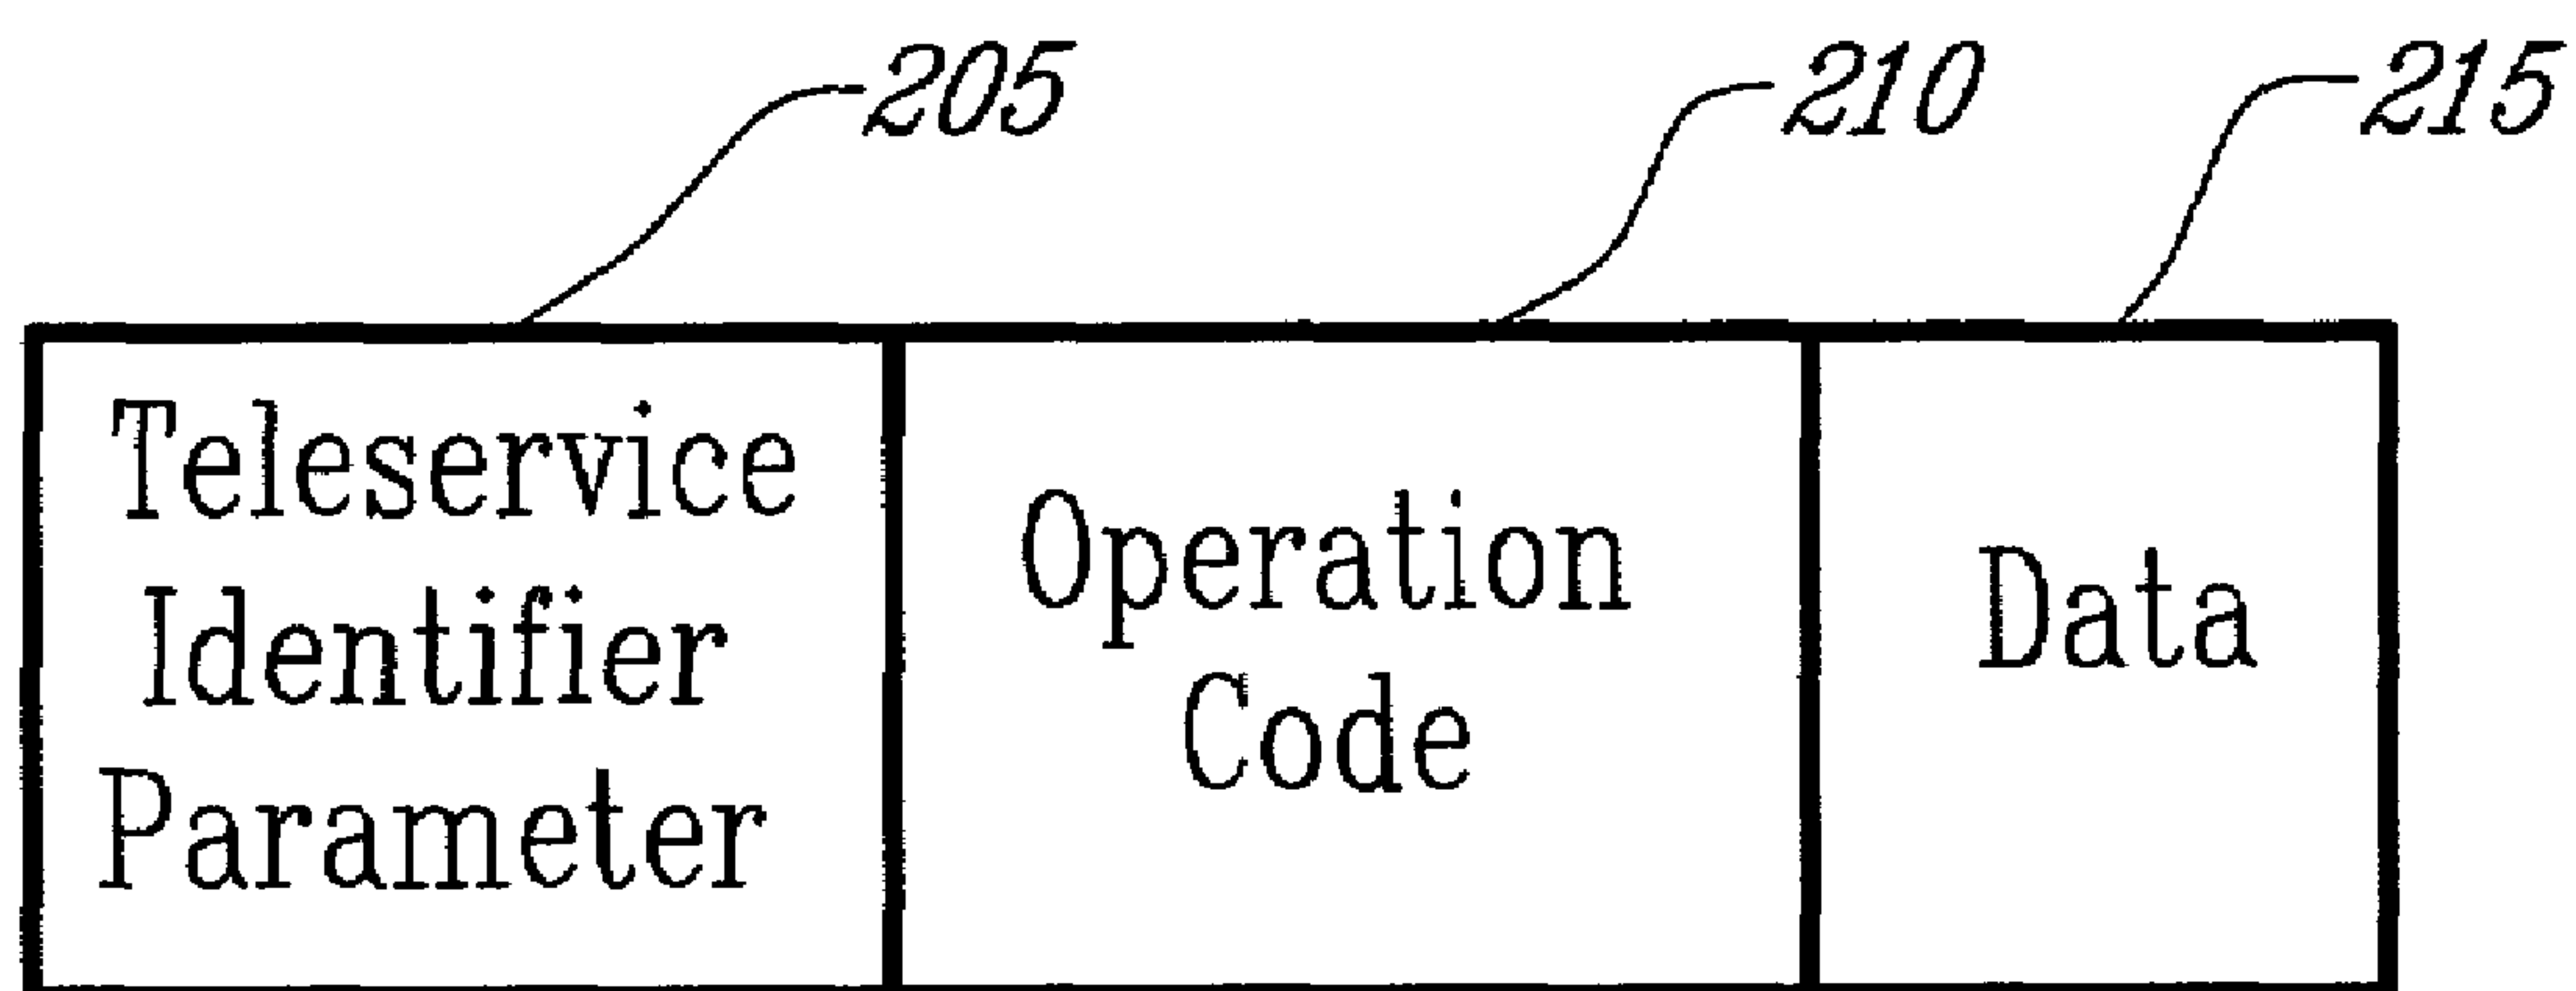 205 210 215
Teleservice
Identifier
Parameter
Operation
Code
Data